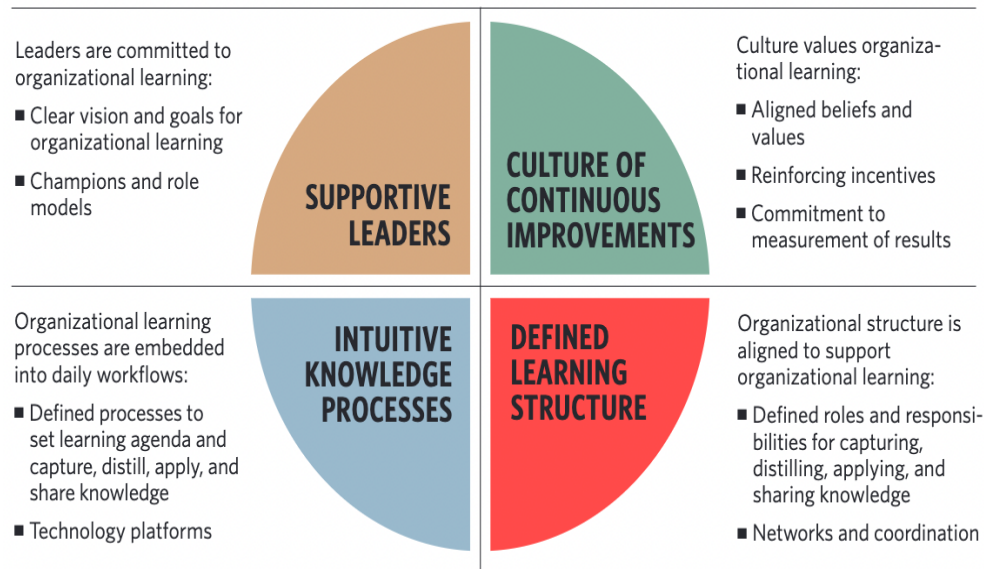 Leaders are committed to
organizational learning:
■ Clear vision and goals for
organizational learning
■ Champions and role
models
SUPPORTIVE
LEADERS
CULTURE OF
CONTINUOUS
IMPROVEMENTS
Culture values organiza-
tional learning:
■ Aligned beliefs and
values
■ Reinforcing incentives
■ Commitment to
measurement of results
Organizational learning
processes are embedded
into daily workflows:
■ Defined processes to
set learning agenda and
capture, distill, apply, and
share knowledge
■ Technology platforms
INTUITIVE
KNOWLEDGE
PROCESSES
DEFINED
LEARNING
STRUCTURE
Organizational structure is
aligned to support
organizational learning:
■ Defined roles and responsi-
bilities for capturing,
distilling, applying, and
sharing knowledge
■ Networks and coordination